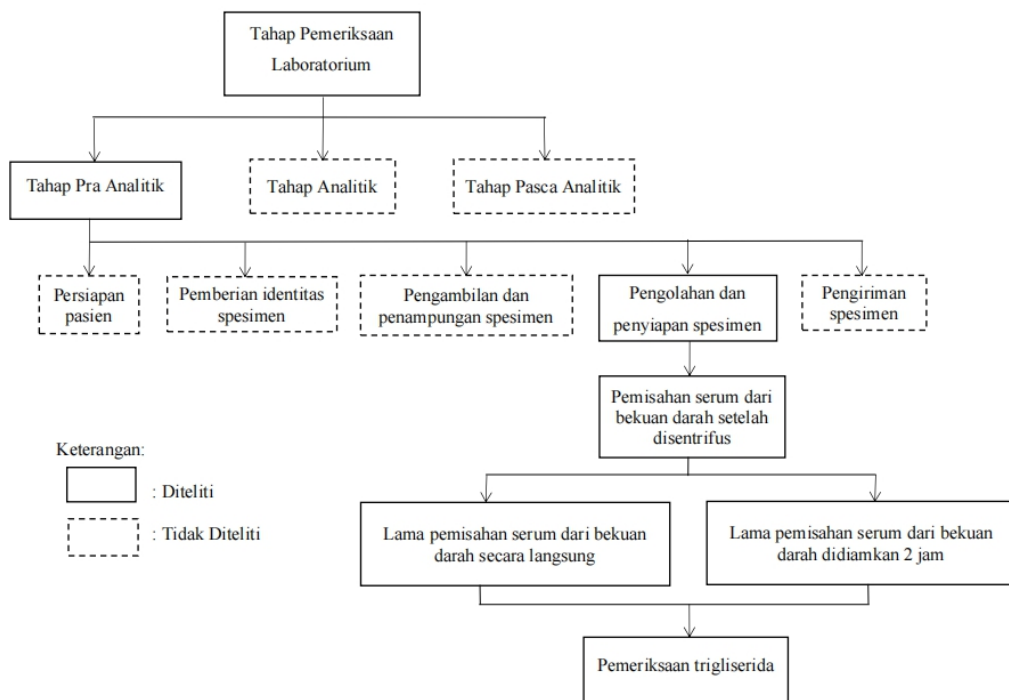 Tahap Pemeriksaan
Laboratorium
Tahap Pra Analitik
Tahap Analitik
Tahap Pasca Analitik
Persiapan
pasien
Pemberian identitas
spesimen
Pengambilan dan
penampungan spesimen
Pengolahan dan
penyiapan spesimen
Pengiriman
spesimen
Pemisahan serum dari
bekuan darah setelah
disentrifus
Keterangan:
: Diteliti
: Tidak Diteliti
Lama pemisahan serum dari bekuan
darah secara langsung
Lama pemisahan serum dari bekuan
darah didiamkan 2 jam
Pemeriksaan trigliserida